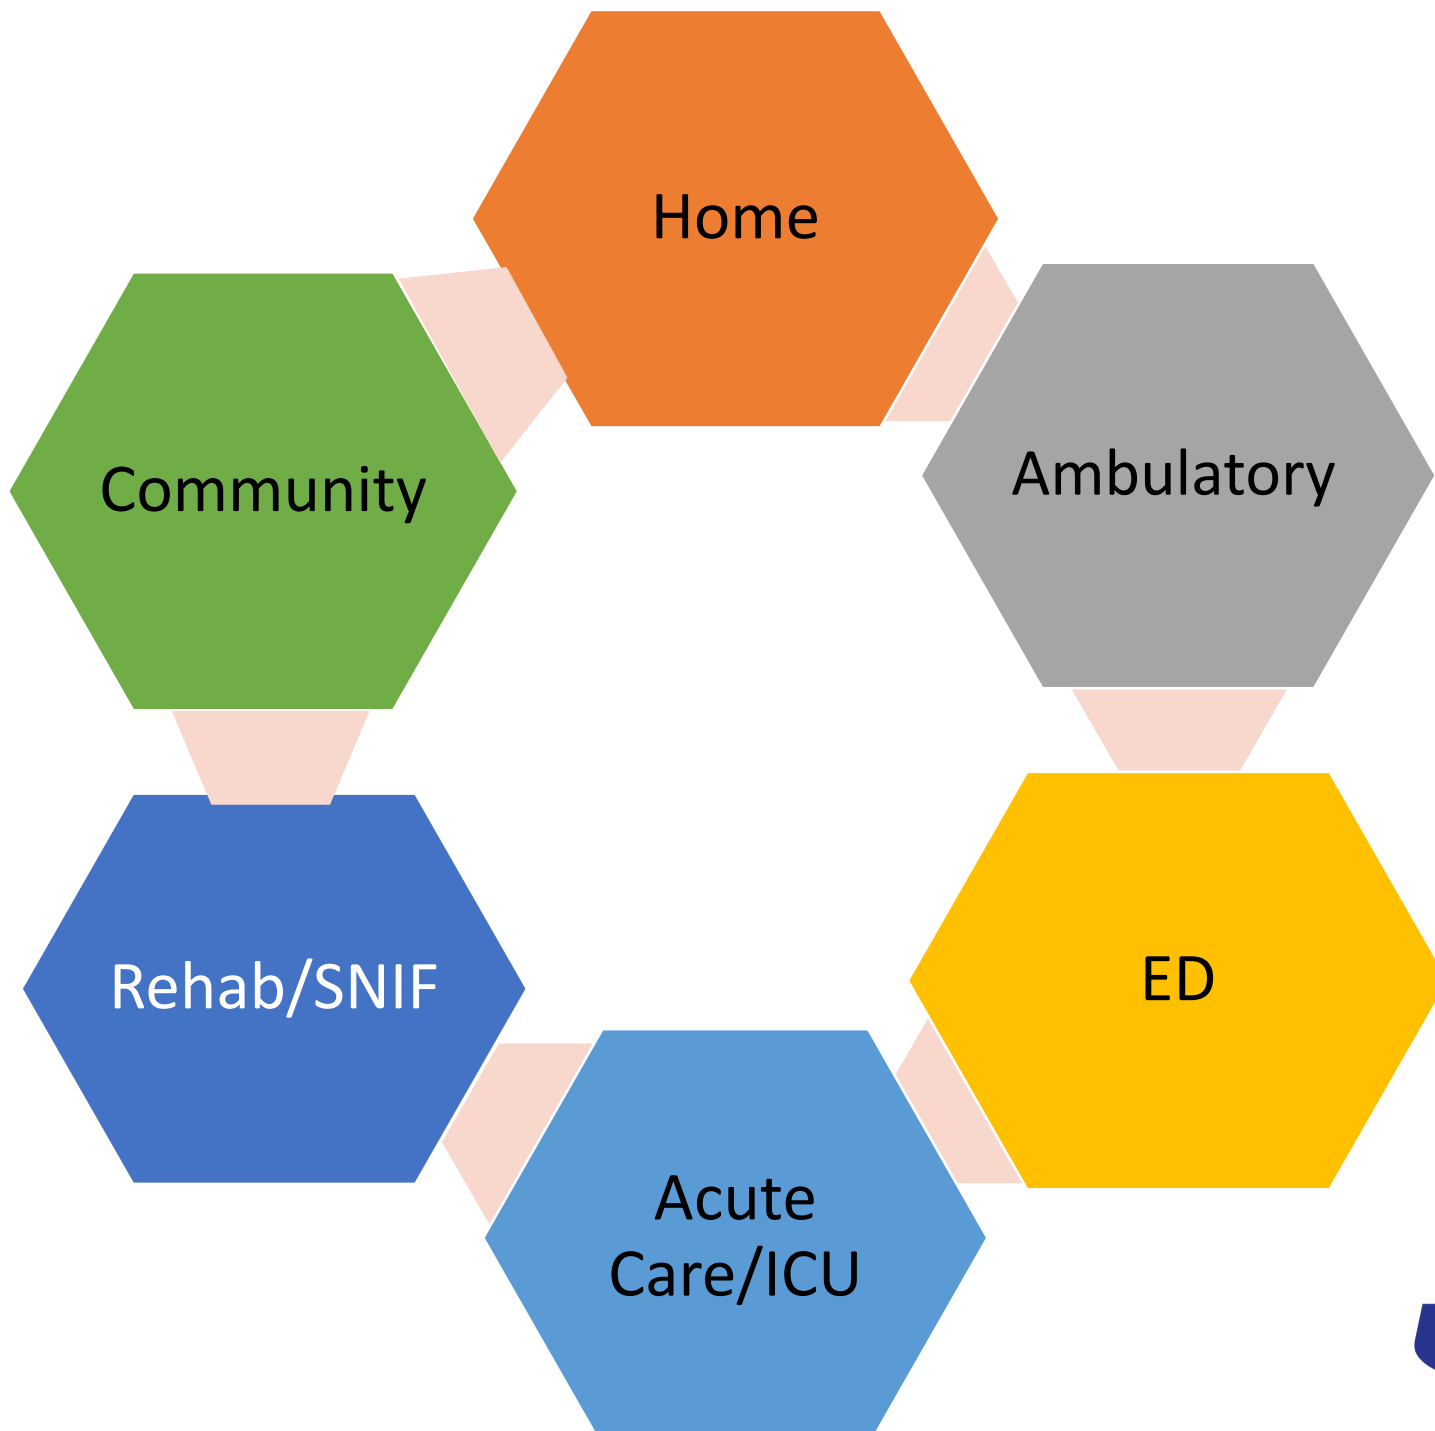 Home
Ambulatory
ED
Acute
Care/ICU
Rehab/SNIF
Community